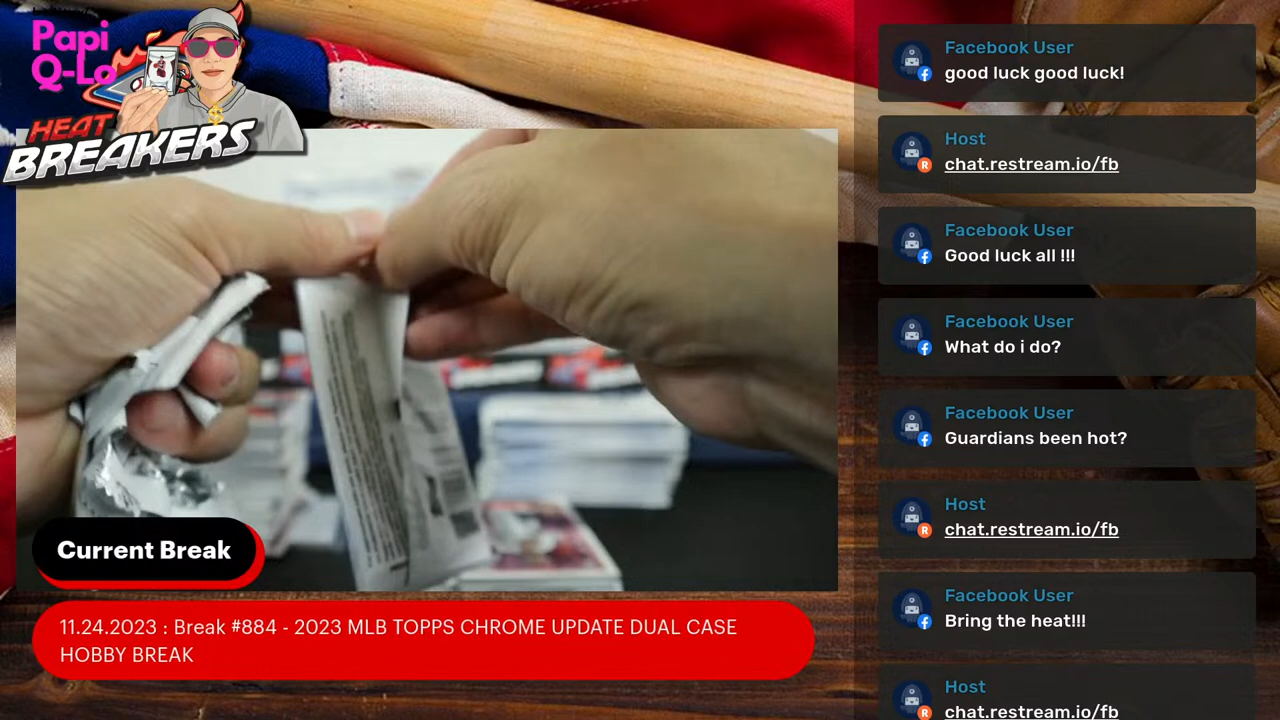 Papi
Q-Lo
HEAT
BREAKERS
Current Break
11.24.2023 : Break #884 - 2023 MLB TOPPS CHROME UPDATE DUAL CASE
HOBBY BREAK
Facebook User
good luck good luck!
Host
chat.restream.io/fb
Facebook User
Good luck all !!!
Facebook User
What do i do?
Facebook User
Guardians been hot?
Host
chat.restream.io/fb
Facebook User
Bring the heat!!!
Host
chat.restream.io/fb